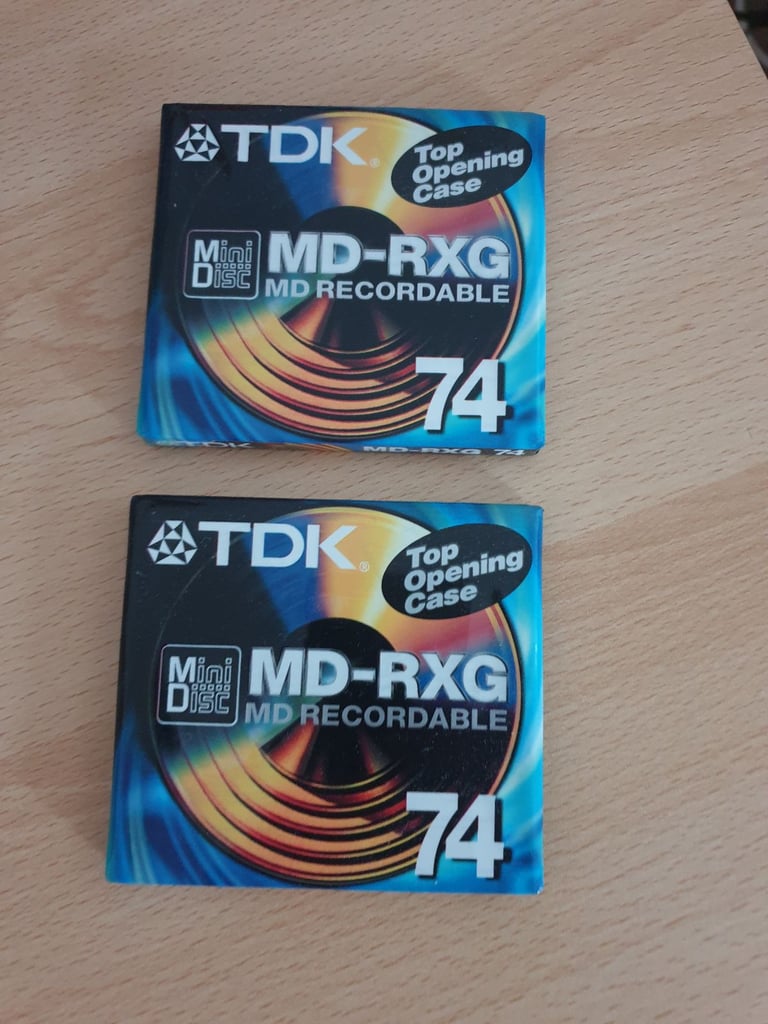 TDK®
Top
Opening
Case
Mini
Disc
MD-RXG
MD RECORDABLE
74
TDK MD-RXG 74
TDK®
Top
Opening
Case
Mini
Disc
MD-RXG
MD RECORDABLE
74